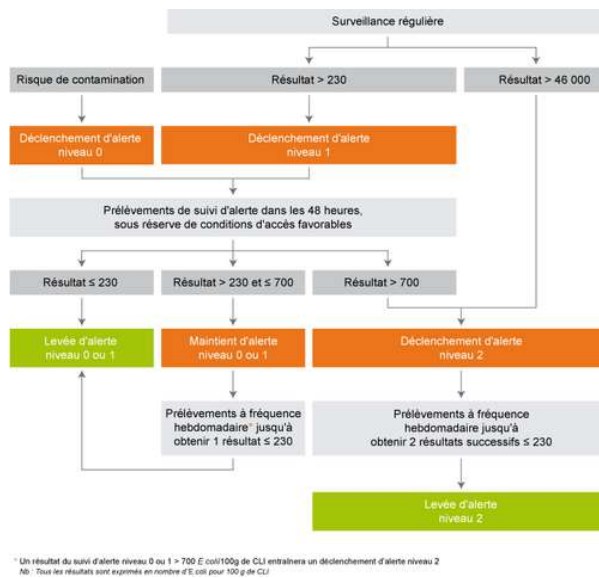 Surveillance régulière
Risque de contamination
Résultat > 230
Résultat > 46 000
Déclenchement d'alerte
niveau 0
Déclenchement d'alerte
niveau 1
Prélèvements de suivi d'alerte dans les 48 heures,
sous réserve de conditions d'accès favorables
Résultat ≤ 230
Résultat > 230 et ≤ 700
Résultat > 700
Levée d'alerte
niveau 0 ou 1
Maintient d'alerte
niveau 0 ou 1
Déclenchement d'alerte
niveau 2
Prélèvements à fréquence
hebdomadaire* jusqu'à
obtenir 1 résultat ≤ 230
Prélèvements à fréquence
hebdomadaire jusqu'à
obtenir 2 résultats successifs ≤ 230
Levée d'alerte
niveau 2
* Un résultat du suivi d'alerte niveau 0 ou 1 > 700 E coli/100g de CLI entraînera un déclenchement d'alerte niveau 2
Nb : Tous les résultats sont exprimés en nombre d'E.coli pour 100 g de CLI